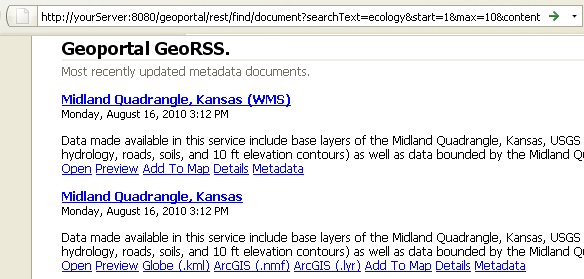 http://yourServer:8080/geoportal/rest/find/document?searchText=ecology&start=1&max=10&content
Geoportal GeoRSS.
Most recently updated metadata documents.
Midland Quadrangle, Kansas (WMS)
Monday, August 16, 2010 3:12 PM
Data made available in this service include base layers of the Midland Quadrangle, Kansas, USGS
hydrology, roads, soils, and 10 ft elevation contours) as well as data bounded by the Midland Q
Open Preview Add To Map Details Metadata
Midland Quadrangle, Kansas
Monday, August 16, 2010 3:12 PM
Data made available in this service include base layers of the Midland Quadrangle, Kansas, USGS
hydrology, roads, soils, and 10 ft elevation contours) as well as data bounded by the Midland Q
Open Preview Globe (.kml) ArcGIS (.nmf) ArcGIS (.lyr) Add To Map Details Metadata